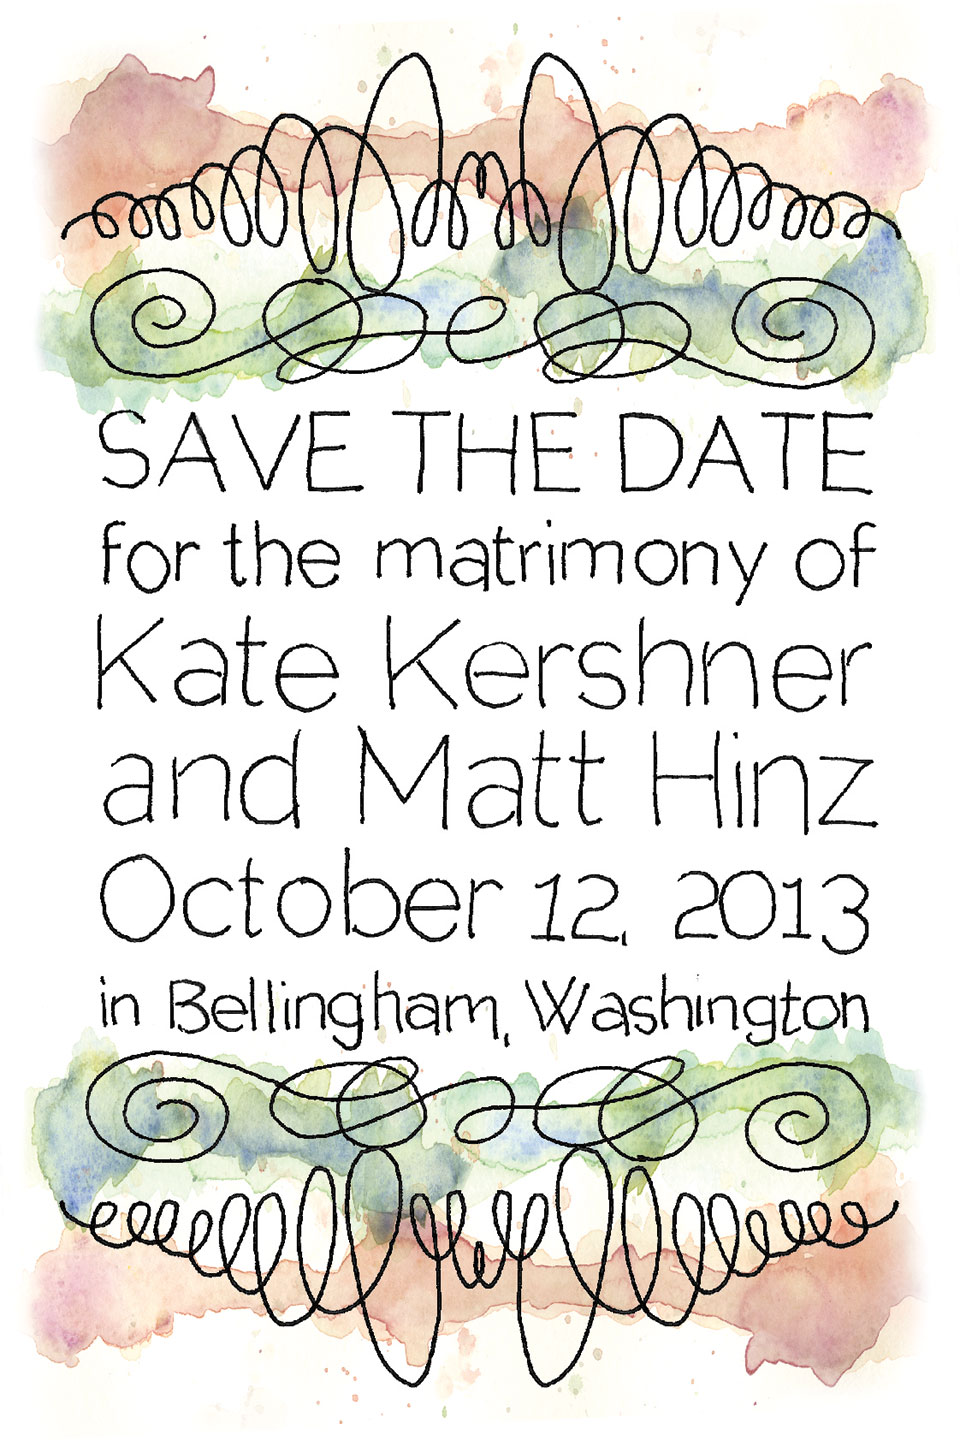 SAVE THE DATE
for the matrimony of
Kate Kershner
and Matt Hinz
October 12, 2013
in Bellingham, Washington